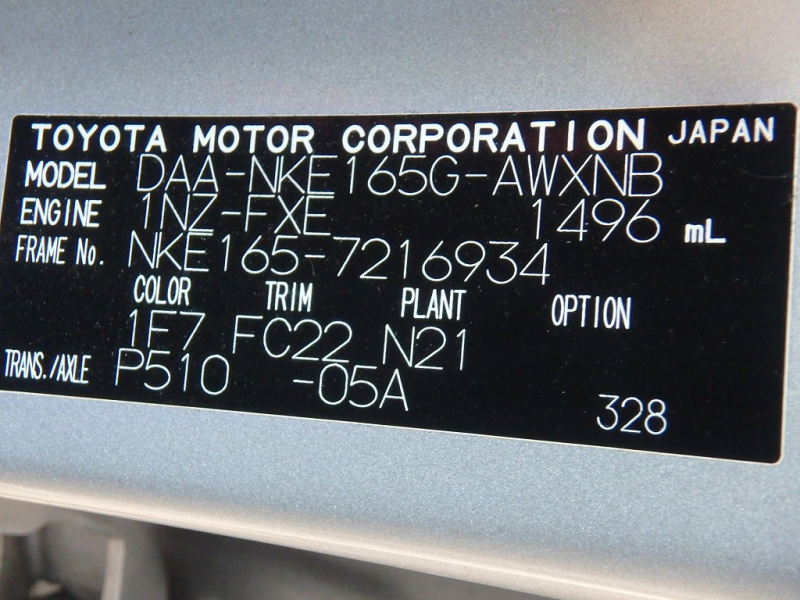 TOYOTA MOTOR CORPORATION JAPAN
MODEL DAA-NKE165G-AWXNB
ENGINE 1NZ-FXE 1496 mL
FRAME No. NKE165-7216934
COLOR TRIM PLANT OPTION
1F7 FC22 N21
TRANS./AXLE P510 -05A 328